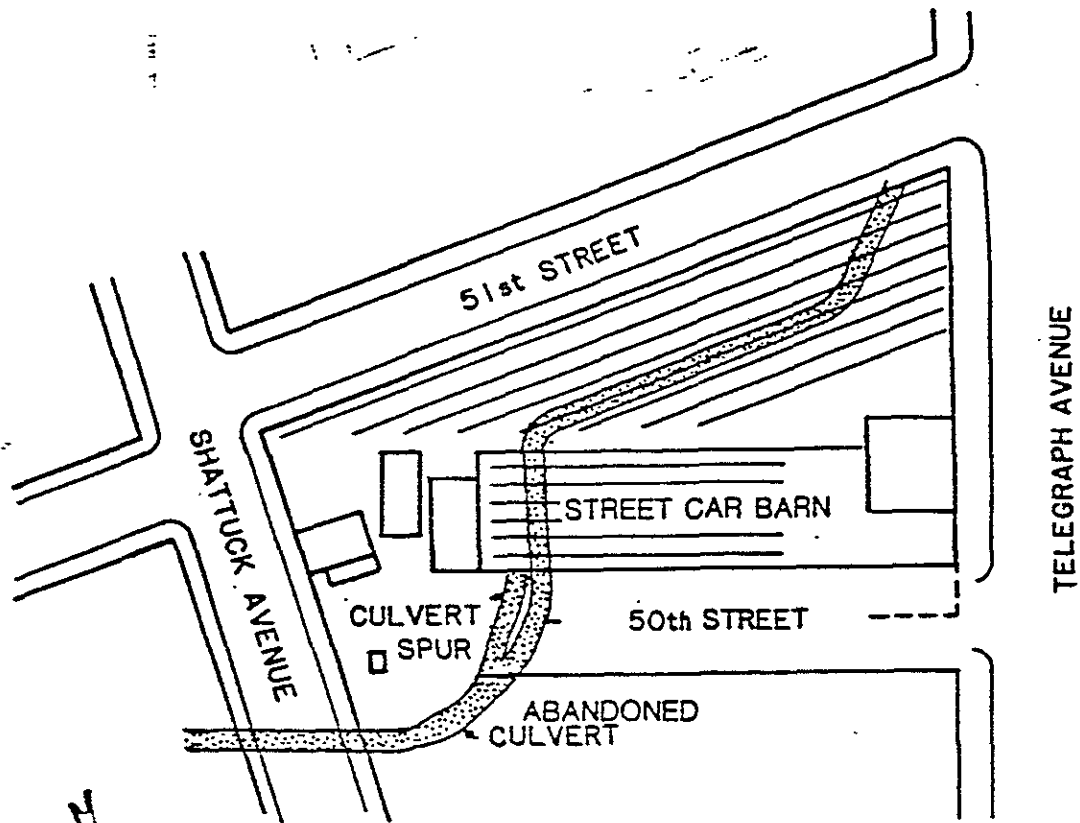 51st STREET
TELEGRAPH AVENUE
SHATTUCK AVENUE
STREET CAR BARN
CULVERT
SPUR
50th STREET
ABANDONED
CULVERT